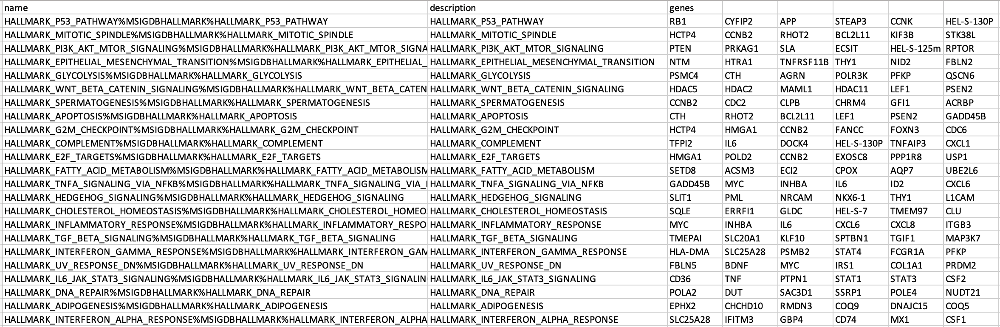 name description genes
HALLMARK_P53_PATHWAY%MSIGDBHALLMARK%HALLMARK_P53_PATHWAY HALLMARK_P53_PATHWAY RB1 CYFIP2 APP STEAP3 CCNK HEL-S-130P
HALLMARK_MITOTIC_SPINDLE%MSIGDBHALLMARK%HALLMARK_MITOTIC_SPINDLE HALLMARK_MITOTIC_SPINDLE HCTP4 CCNB2 RHOT2 BCL2L11 KIF3B STK38L
HALLMARK_PI3K_AKT_MTOR_SIGNALING%MSIGDBHALLMARK%HALLMARK_PI3K_AKT_MTOR_SIGNA HALLMARK_PI3K_AKT_MTOR_SIGNALING PTEN PRKAG1 SLA ECSIT HEL-S-125m RPTOR
HALLMARK_EPITHELIAL_MESENCHYMAL_TRANSITION%MSIGDBHALLMARK%HALLMARK_EPITHELIAL_ HALLMARK_EPITHELIAL_MESENCHYMAL_TRANSITION NTM HTRA1 TNFRSF11B THY1 NID2 FBLN2
HALLMARK_GLYCOLYSIS%MSIGDBHALLMARK%HALLMARK_GLYCOLYSIS HALLMARK_GLYCOLYSIS PSMC4 CTH AGRN POLR3K PFKP QSCN6
HALLMARK_WNT_BETA_CATENIN_SIGNALING%MSIGDBHALLMARK%HALLMARK_WNT_BETA_CATEN HALLMARK_WNT_BETA_CATENIN_SIGNALING HDAC5 HDAC2 MAML1 HDAC11 LEF1 PSEN2
HALLMARK_SPERMATOGENESIS%MSIGDBHALLMARK%HALLMARK_SPERMATOGENESIS HALLMARK_SPERMATOGENESIS CCNB2 CDC2 CLPB CHRM4 GFI1 ACRBP
HALLMARK_APOPTOSIS%MSIGDBHALLMARK%HALLMARK_APOPTOSIS HALLMARK_APOPTOSIS CTH RHOT2 BCL2L11 LEF1 PSEN2 GADD45B
HALLMARK_G2M_CHECKPOINT%MSIGDBHALLMARK%HALLMARK_G2M_CHECKPOINT HALLMARK_G2M_CHECKPOINT HCTP4 HMGA1 CCNB2 FANCC FOXN3 CDC6
HALLMARK_COMPLEMENT%MSIGDBHALLMARK%HALLMARK_COMPLEMENT HALLMARK_COMPLEMENT TFPI2 IL6 DOCK4 HEL-S-130P TNFAIP3 CXCL1
HALLMARK_E2F_TARGETS%MSIGDBHALLMARK%HALLMARK_E2F_TARGETS HALLMARK_E2F_TARGETS HMGA1 POLD2 CCNB2 EXOSC8 PPP1R8 USP1
HALLMARK_FATTY_ACID_METABOLISM%MSIGDBHALLMARK%HALLMARK_FATTY_ACID_METABOLISM HALLMARK_FATTY_ACID_METABOLISM SETD8 ACSM3 ECI2 CPOX AQP7 UBE2L6
HALLMARK_TNFA_SIGNALING_VIA_NFKB%MSIGDBHALLMARK%HALLMARK_TNFA_SIGNALING_VIA_ HALLMARK_TNFA_SIGNALING_VIA_NFKB GADD45B MYC INHBA IL6 ID2 CXCL6
HALLMARK_HEDGEHOG_SIGNALING%MSIGDBHALLMARK%HALLMARK_HEDGEHOG_SIGNALING HALLMARK_HEDGEHOG_SIGNALING SLIT1 PML NRCAM NKX6-1 THY1 L1CAM
HALLMARK_CHOLESTEROL_HOMEOSTASIS%MSIGDBHALLMARK%HALLMARK_CHOLESTEROL_HOMEOS HALLMARK_CHOLESTEROL_HOMEOSTASIS SQLE ERRFI1 GLDC HEL-S-7 TMEM97 CLU
HALLMARK_INFLAMMATORY_RESPONSE%MSIGDBHALLMARK%HALLMARK_INFLAMMATORY_RESPO HALLMARK_INFLAMMATORY_RESPONSE MYC INHBA IL6 CXCL6 CXCL8 ITGB3
HALLMARK_TGF_BETA_SIGNALING%MSIGDBHALLMARK%HALLMARK_TGF_BETA_SIGNALING HALLMARK_TGF_BETA_SIGNALING TMEPAI SLC20A1 KLF10 SPTBN1 TGIF1 MAP3K7
HALLMARK_INTERFERON_GAMMA_RESPONSE%MSIGDBHALLMARK%HALLMARK_INTERFERON_GAM HALLMARK_INTERFERON_GAMMA_RESPONSE HLA-DMA SLC25A28 PSMB2 STAT4 FCGR1A PFKP
HALLMARK_UV_RESPONSE_DN%MSIGDBHALLMARK%HALLMARK_UV_RESPONSE_DN HALLMARK_UV_RESPONSE_DN FBLN5 BDNF MYC IRS1 COL1A1 PRDM2
HALLMARK_IL6_JAK_STAT3_SIGNALING%MSIGDBHALLMARK%HALLMARK_IL6_JAK_STAT3_SIGNALIN HALLMARK_IL6_JAK_STAT3_SIGNALING CD36 TNF PTPN1 STAT1 STAT3 CSF2
HALLMARK_DNA_REPAIR%MSIGDBHALLMARK%HALLMARK_DNA_REPAIR HALLMARK_DNA_REPAIR POLA2 DUT SAC3D1 SSRP1 POLE4 NUDT21
HALLMARK_ADIPOGENESIS%MSIGDBHALLMARK%HALLMARK_ADIPOGENESIS HALLMARK_ADIPOGENESIS EPHX2 CHCHD10 RMDN3 COQ9 DNAJC15 COQ5
HALLMARK_INTERFERON_ALPHA_RESPONSE%MSIGDBHALLMARK%HALLMARK_INTERFERON_ALPHA HALLMARK_INTERFERON_ALPHA_RESPONSE SLC25A28 IFITM3 GBP4 CD74 MX1 CSF1